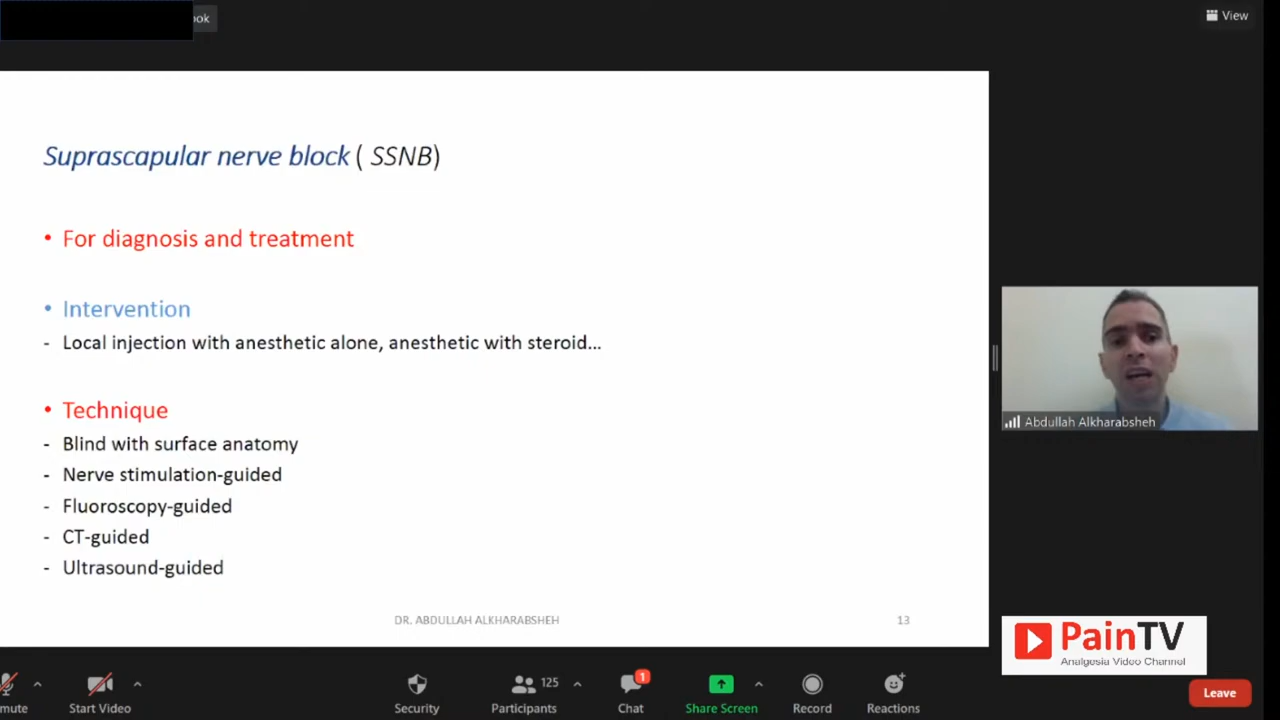 ook
View
Suprascapular nerve block ( SSNB)
• For diagnosis and treatment
• Intervention
- Local injection with anesthetic alone, anesthetic with steroid...
• Technique
- Blind with surface anatomy
- Nerve stimulation-guided
- Fluoroscopy-guided
- CT-guided
- Ultrasound-guided
DR. ABDULLAH ALKHARABSHEH
13
Abdullah Alkharabsheh
PainTV
Analgesia Video Channel
mute
Start Video
Security
125
Participants
1
Chat
Share Screen
Record
Reactions
Leave